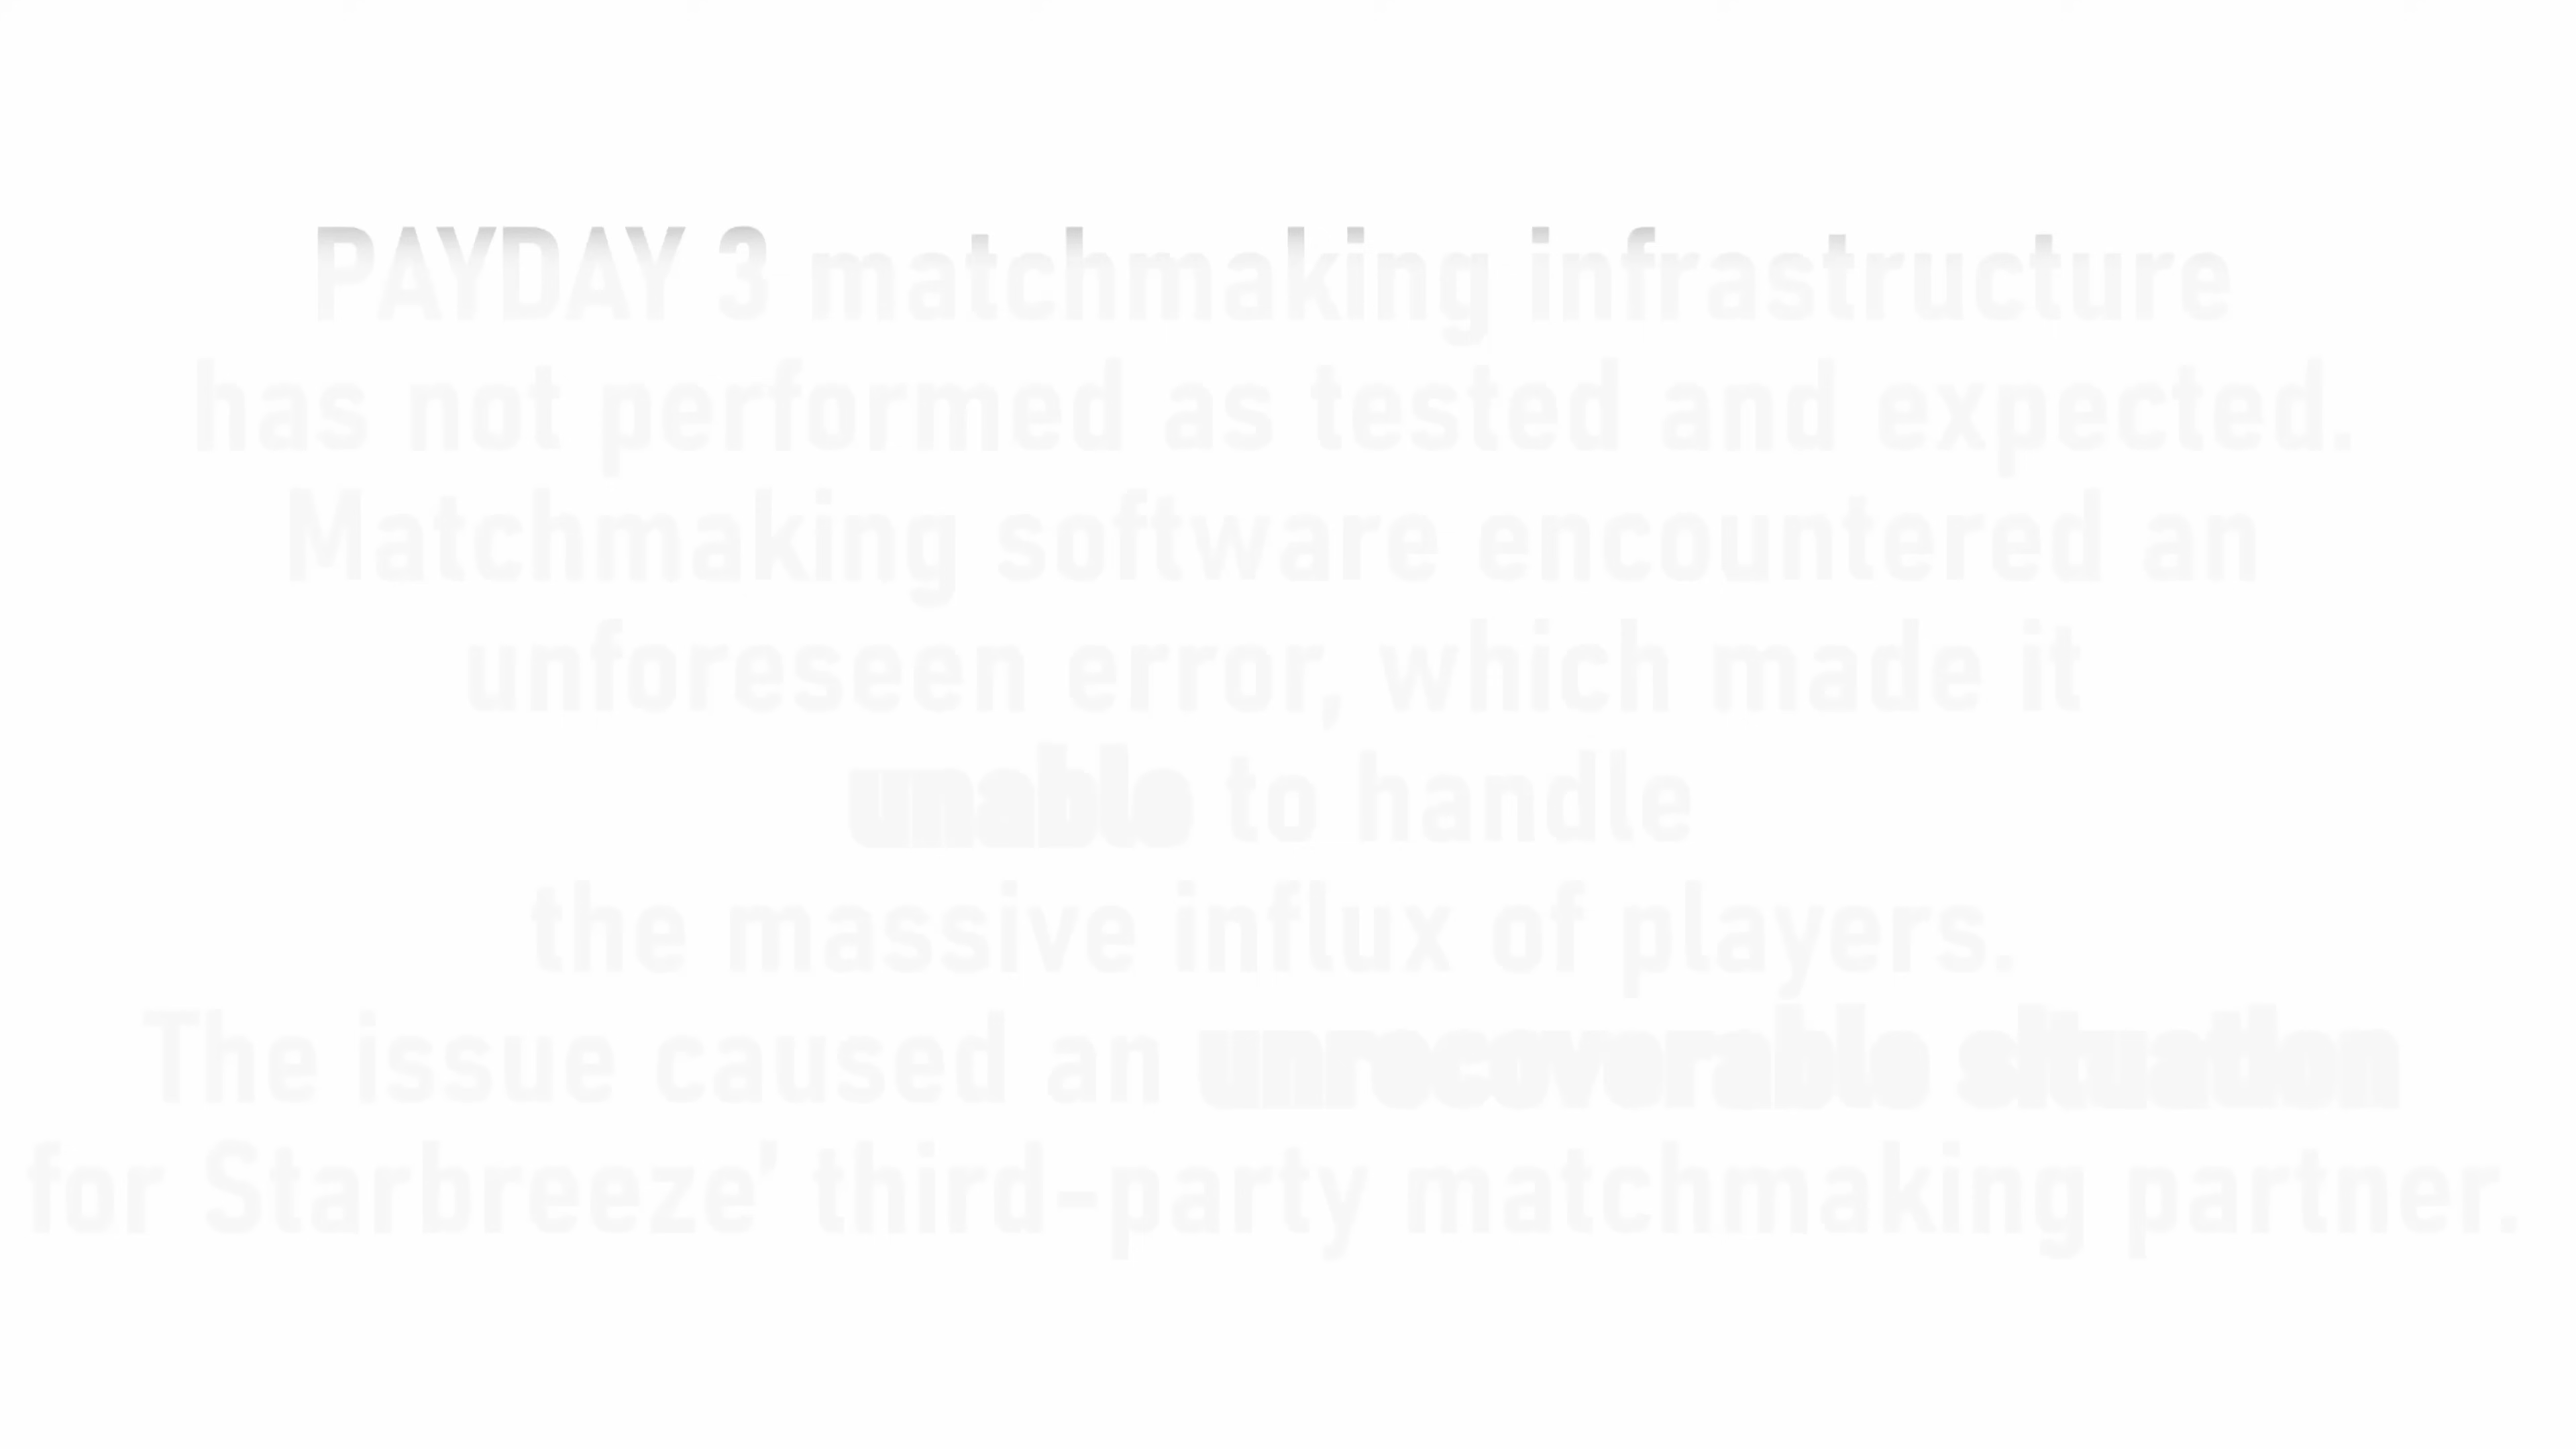 PAYDAY 3 matchmaking infrastructure
has not performed as tested and expected.
Matchmaking software encountered an
unforeseen error, which made it
unable to handle
the massive influx of players.
The issue caused an unrecoverable situation
for Starbreeze’ third-party matchmaking partner.